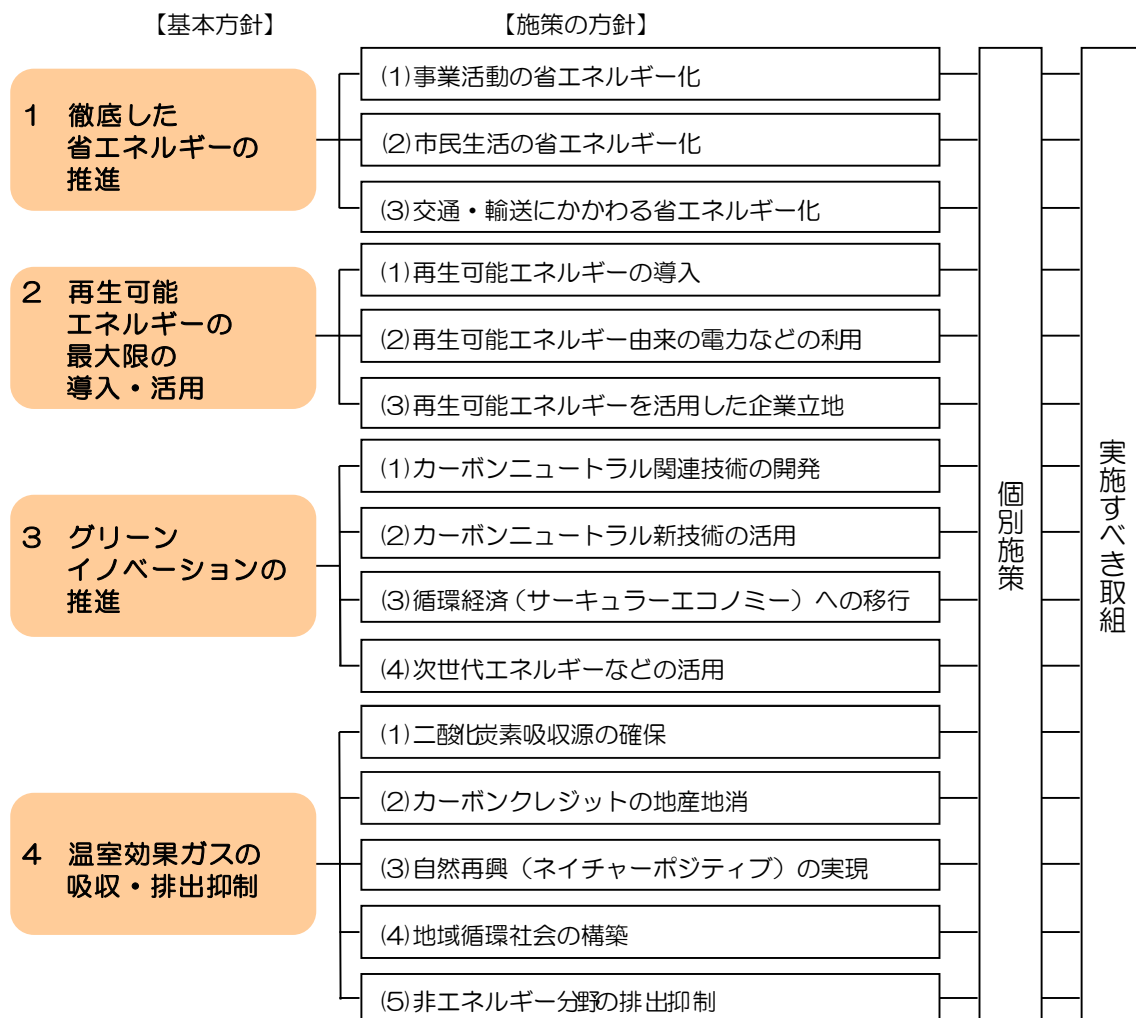 【基本方針】
【施策の方針】
1 徹底した
省エネルギーの
推進
(1)事業活動の省エネルギー化
(2)市民生活の省エネルギー化
(3)交通・輸送にかかわる省エネルギー化
2 再生可能
エネルギーの
最大限の
導入・活用
(1)再生可能エネルギーの導入
(2)再生可能エネルギー由来の電力などの利用
(3)再生可能エネルギーを活用した企業立地
3 グリーン
イノベーションの
推進
(1)カーボンニュートラル関連技術の開発
(2)カーボンニュートラル新技術の活用
(3)循環経済(サーキュラーエコノミー)への移行
(4)次世代エネルギーなどの活用
4 温室効果ガスの
吸収・排出抑制
(1)二酸化炭素吸収源の確保
(2)カーボンクレジットの地産地消
(3)自然再興(ネイチャーポジティブ)の実現
(4)地域循環社会の構築
(5)非エネルギー分野の排出抑制
個別施策
実施すべき取組